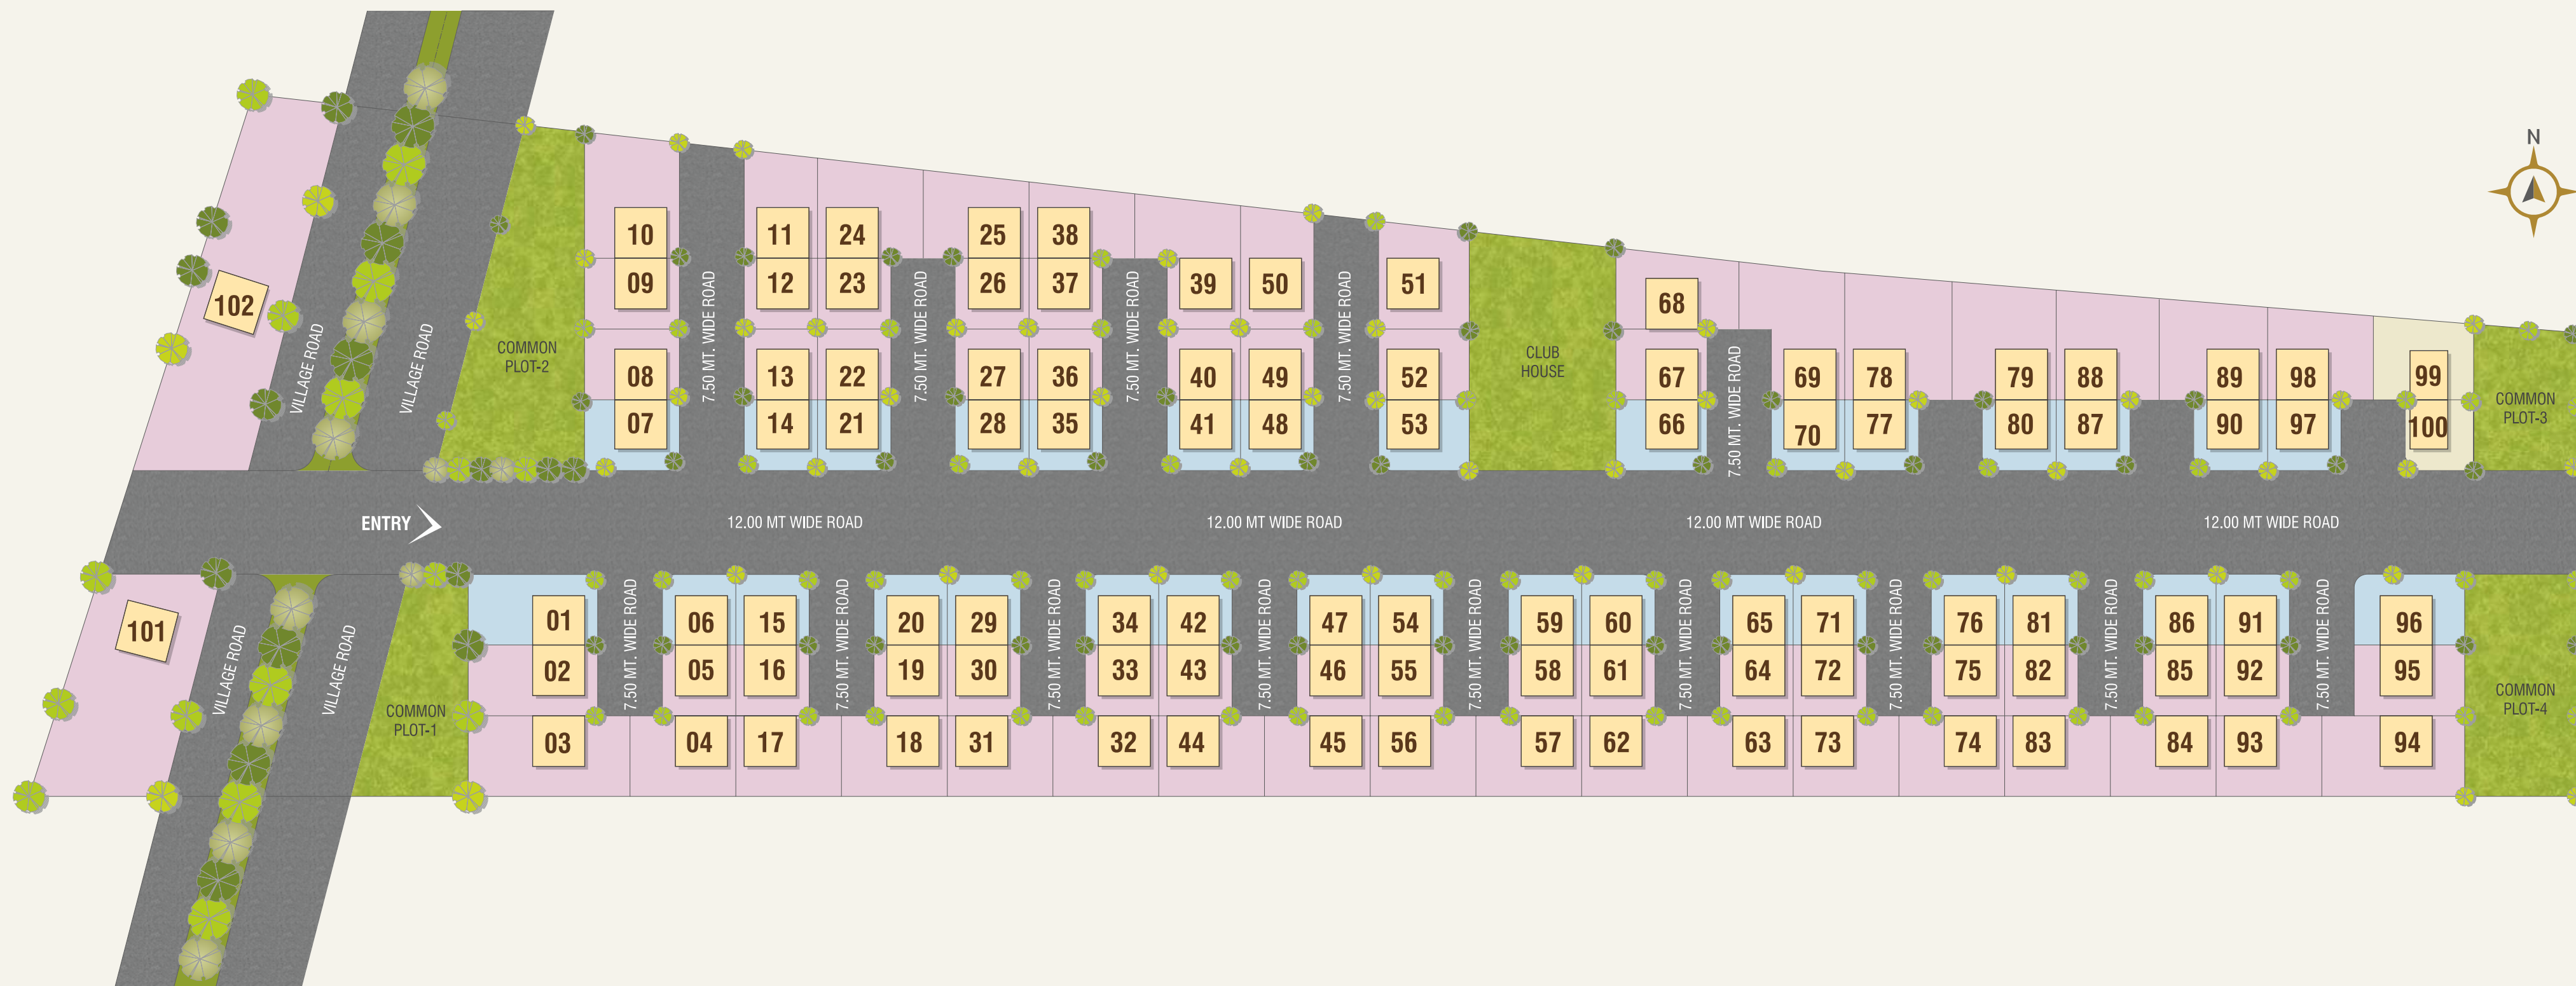 N
10 11 24 25 38
09 12 23 26 37 39 50 51
68
102
VILLAGE ROAD
VILLAGE ROAD
COMMON
PLOT-2
7.50 MT. WIDE ROAD
7.50 MT. WIDE ROAD
7.50 MT. WIDE ROAD
7.50 MT. WIDE ROAD
CLUB
HOUSE
7.50 MT. WIDE ROAD
08 13 22 27 36 40 49 52 67 69 78 79 88 89 98 99
07 14 21 28 35 41 48 53 66 70 77 80 87 90 97 100
COMMON
PLOT-3
ENTRY
12.00 MT WIDE ROAD
12.00 MT WIDE ROAD
12.00 MT WIDE ROAD
12.00 MT WIDE ROAD
101
VILLAGE ROAD
VILLAGE ROAD
COMMON
PLOT-1
01 06 15 20 29 34 42 47 54 59 60 65 71 76 81 86 91 96
02 05 16 19 30 33 43 46 55 58 61 64 72 75 82 85 92 95
03 04 17 18 31 32 44 45 56 57 62 63 73 74 83 84 93 94
7.50 MT. WIDE ROAD
7.50 MT. WIDE ROAD
7.50 MT. WIDE ROAD
7.50 MT. WIDE ROAD
7.50 MT. WIDE ROAD
7.50 MT. WIDE ROAD
7.50 MT. WIDE ROAD
7.50 MT. WIDE ROAD
7.50 MT. WIDE ROAD
COMMON
PLOT-4